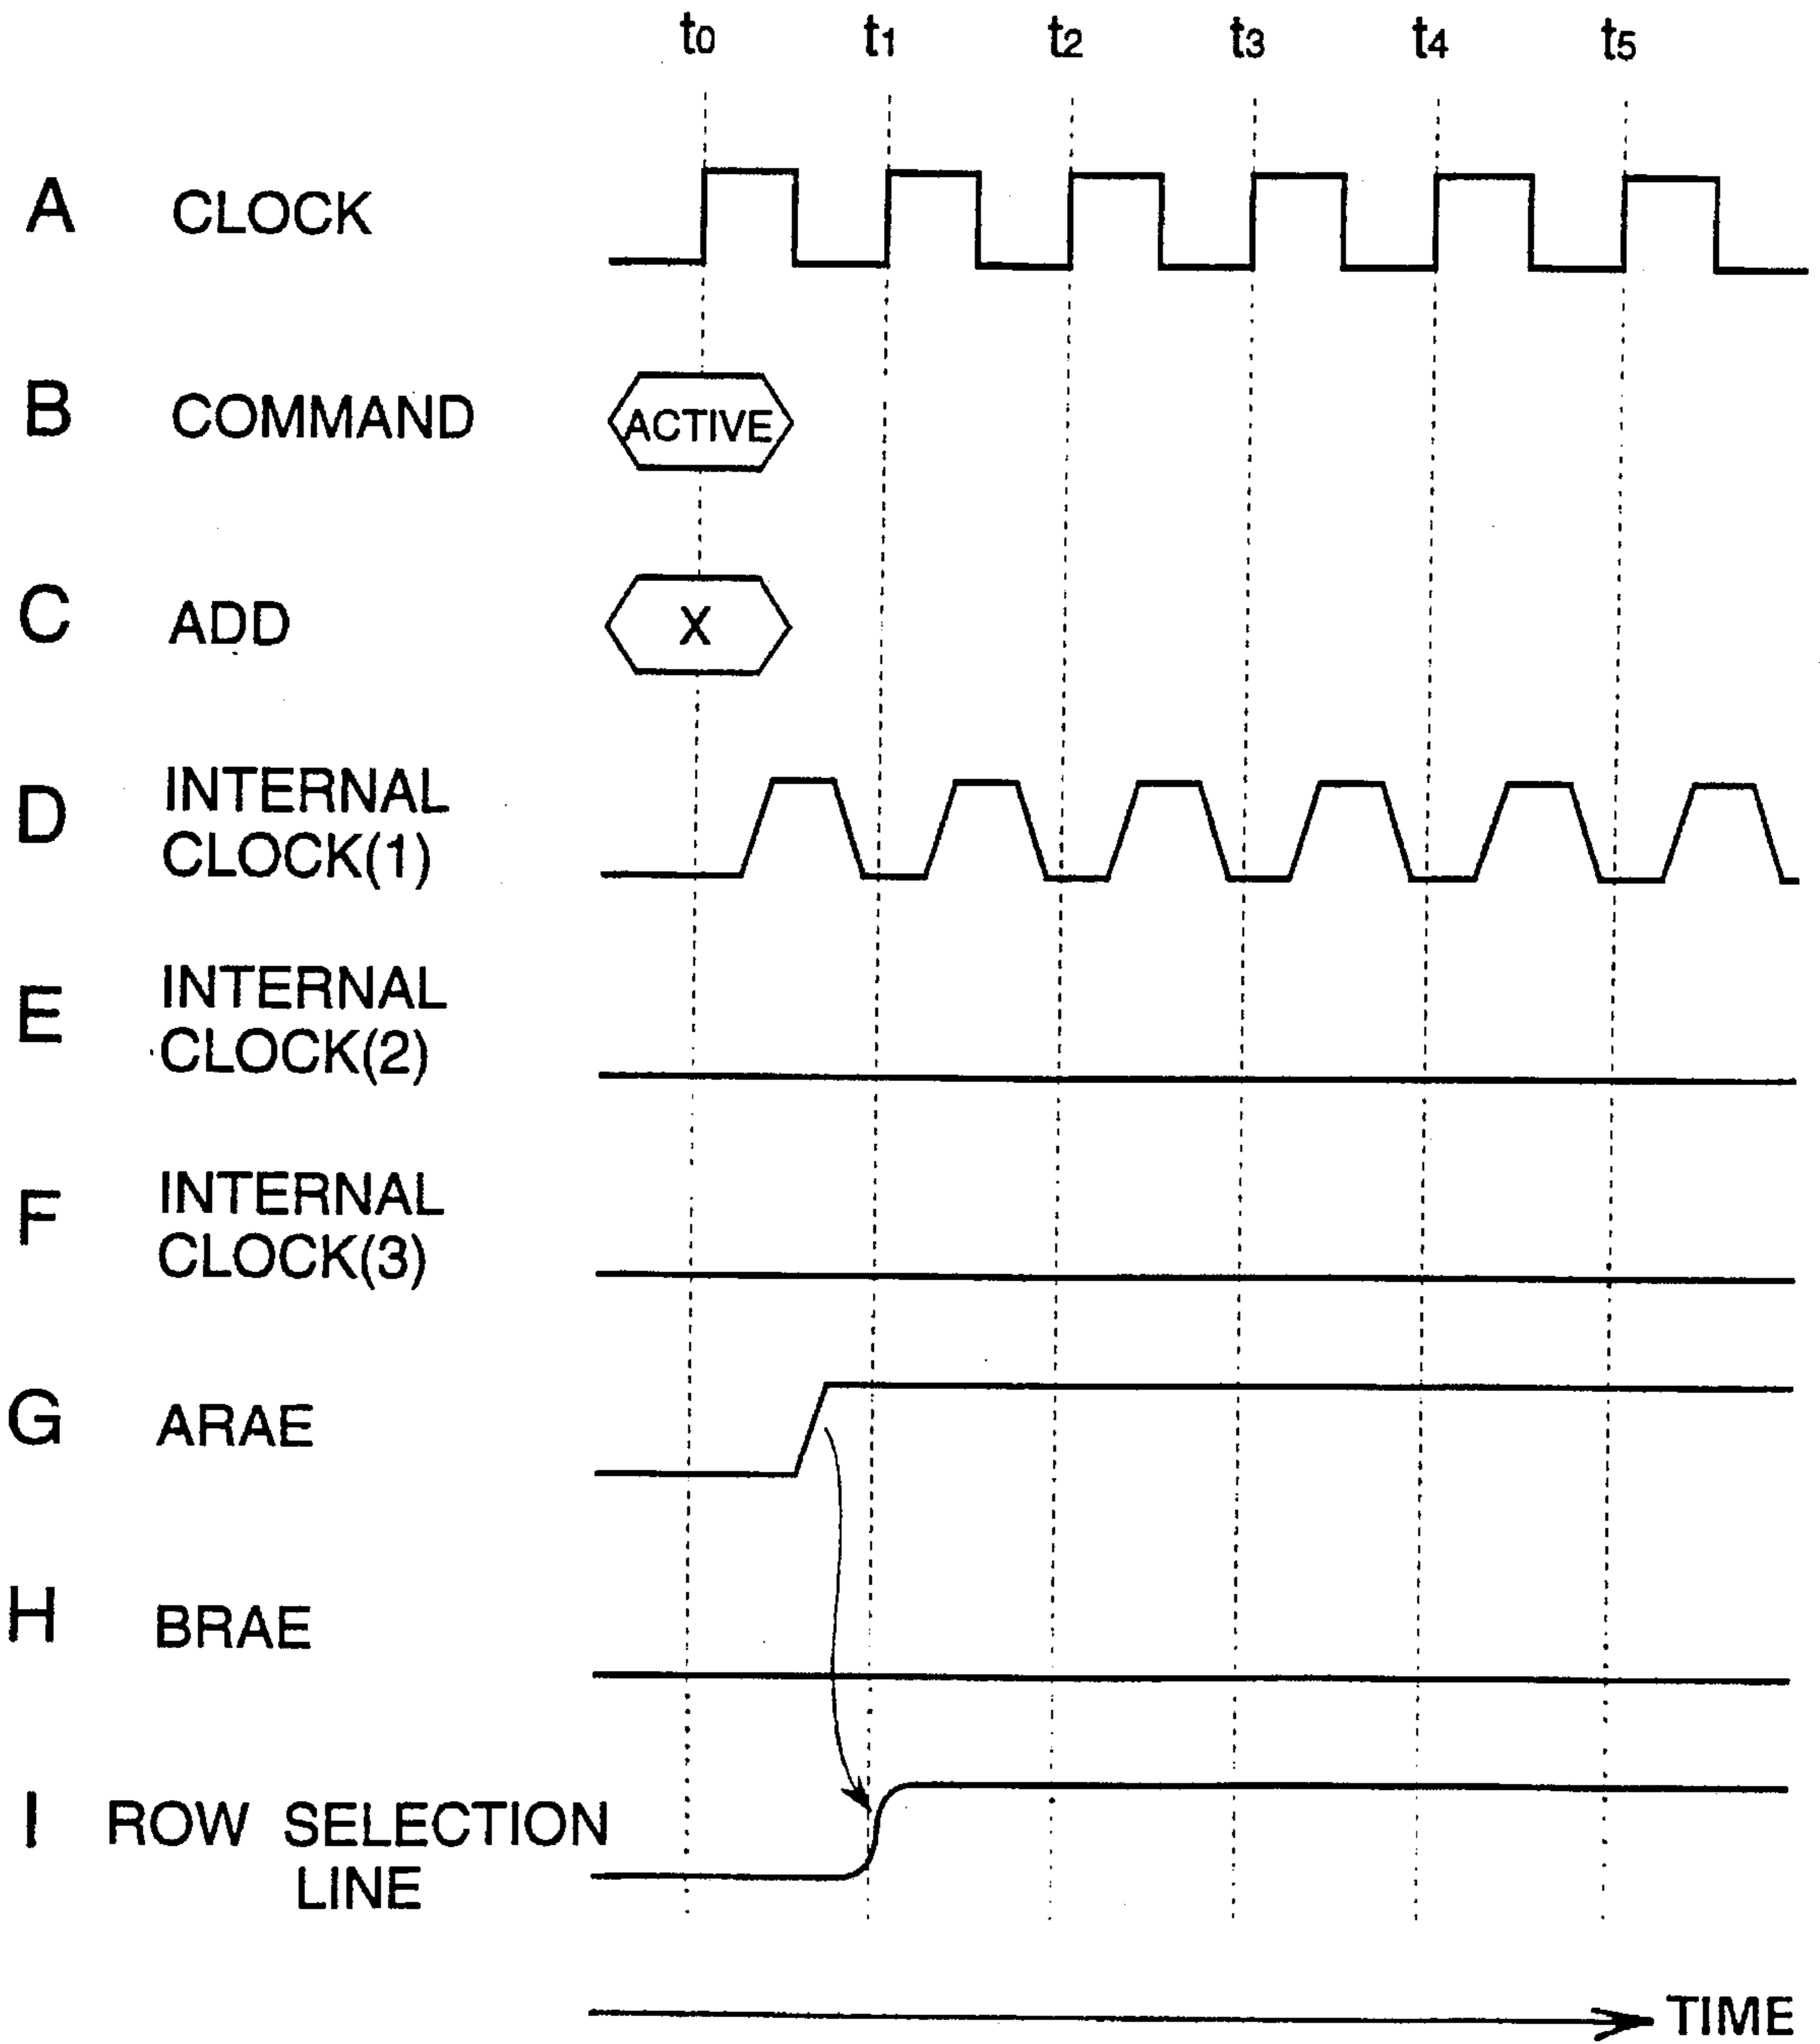 t0 t1 t2 t3 t4 t5
A CLOCK
B COMMAND
ACTIVE
C ADD
X
D INTERNAL
CLOCK(1)
E INTERNAL
CLOCK(2)
F INTERNAL
CLOCK(3)
G ARAE
H BRAE
I ROW SELECTION
LINE
TIME